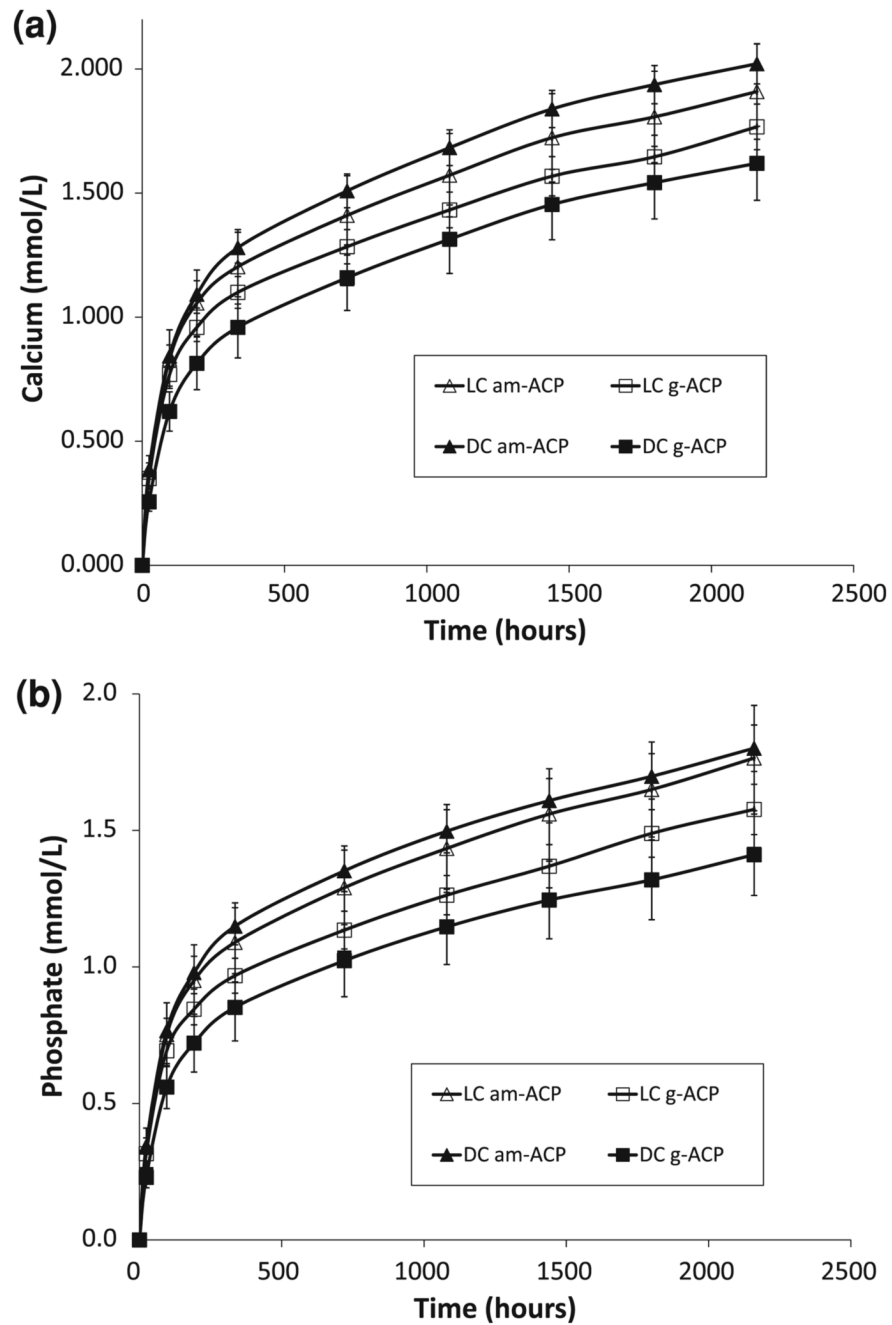 (a)
2.000
1.500
1.000
0.500
0.000
Calcium (mmol/L)
LC am-ACP LC g-ACP
DC am-ACP DC g-ACP
0 500 1000 1500 2000 2500
Time (hours)
(b)
2.0
1.5
1.0
0.5
0.0
Phosphate (mmol/L)
LC am-ACP LC g-ACP
DC am-ACP DC g-ACP
0 500 1000 1500 2000 2500
Time (hours)